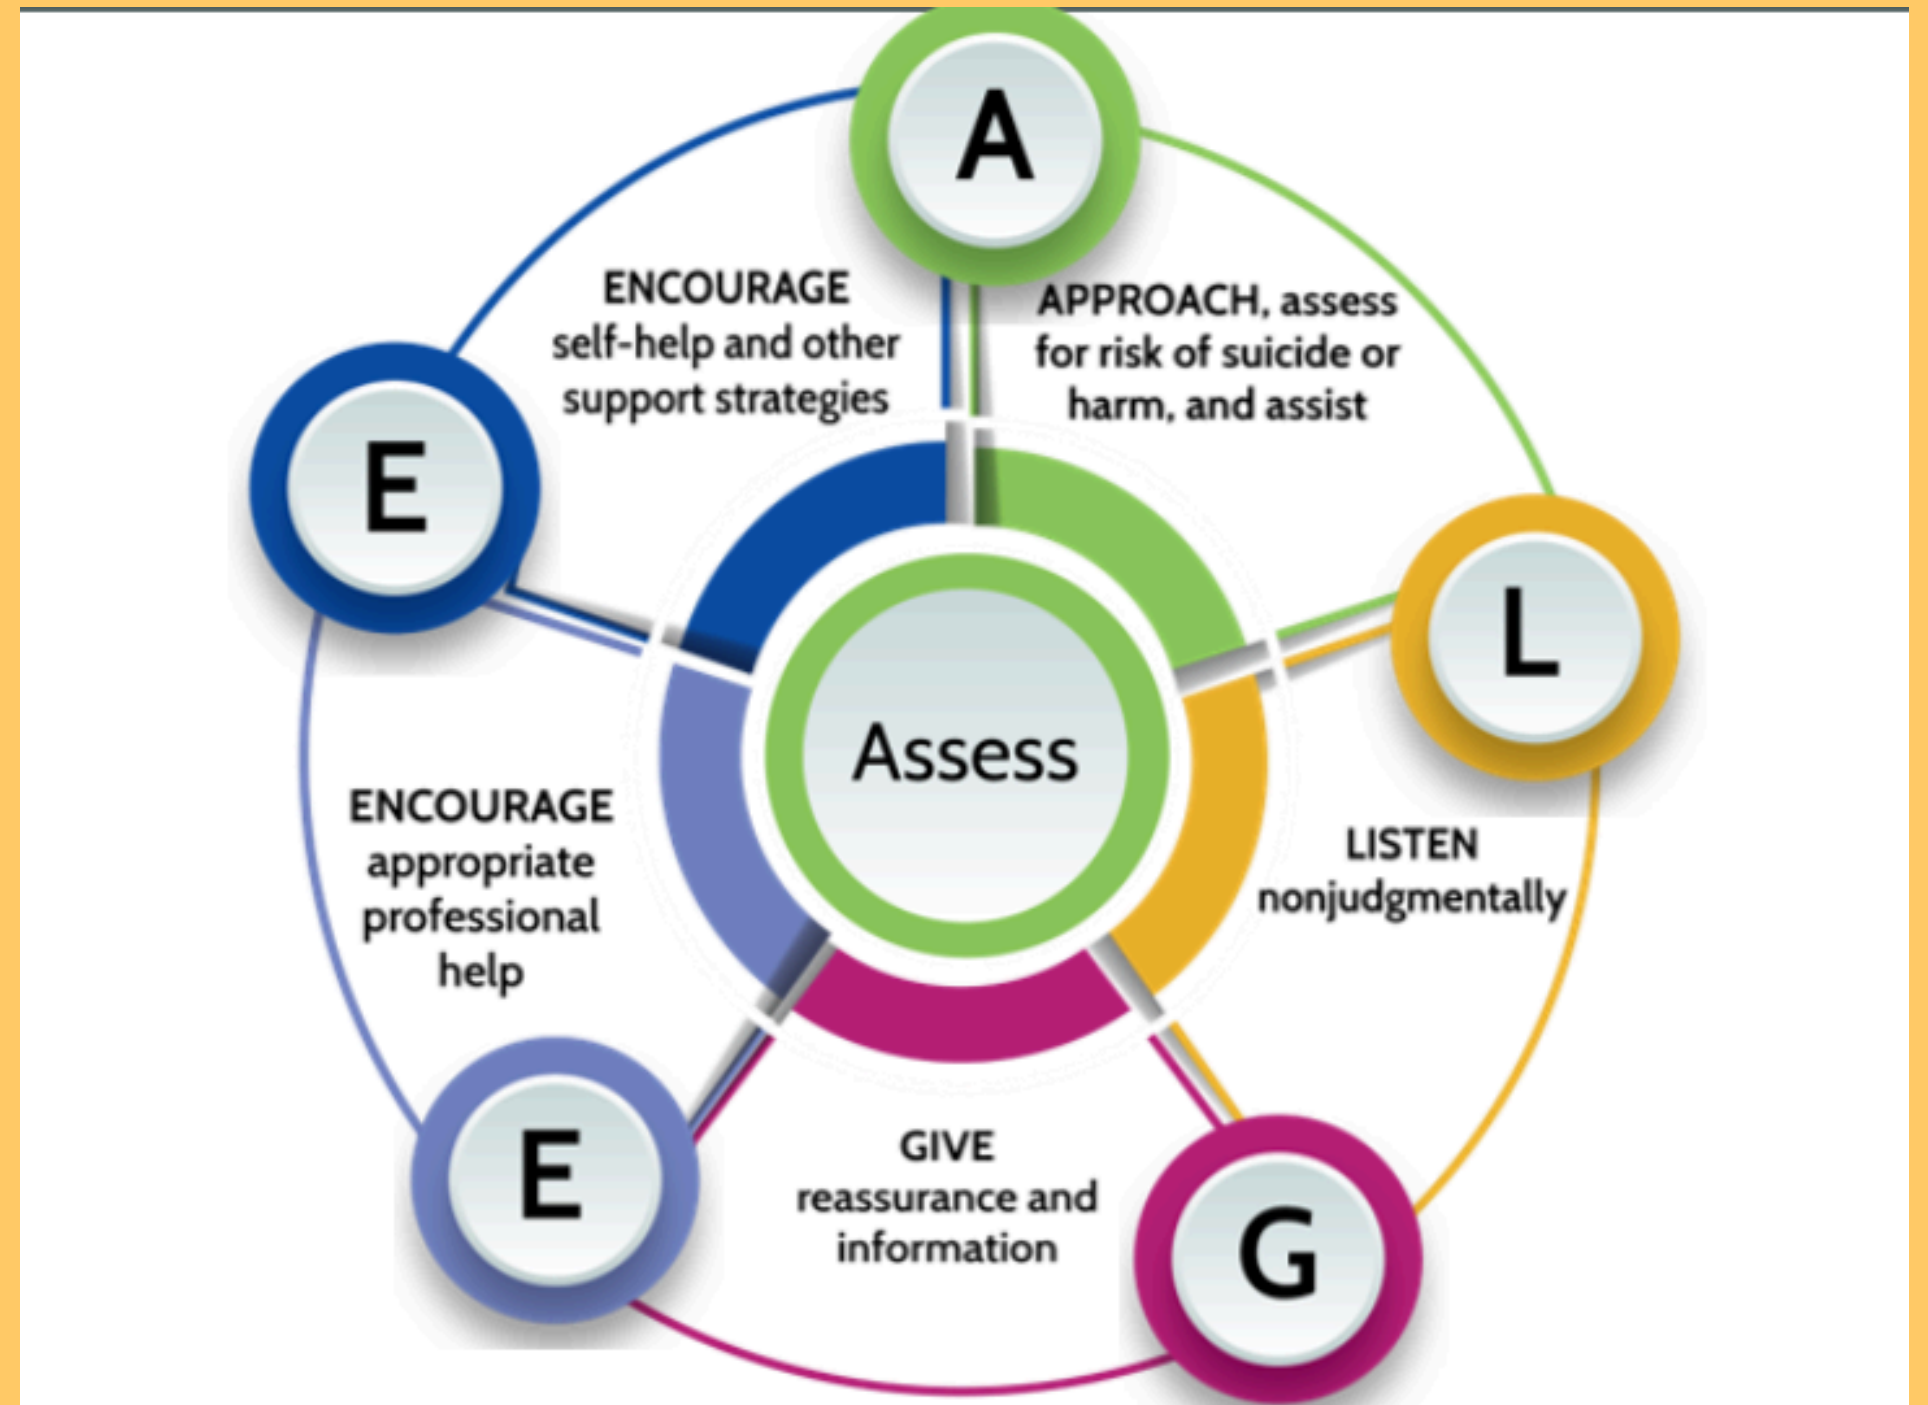 A
APPROACH, assess
for risk of suicide or
harm, and assist
L
LISTEN
nonjudgmentally
G
GIVE
reassurance and
information
E
ENCOURAGE
appropriate
professional
help
E
ENCOURAGE
self-help and other
support strategies
Assess